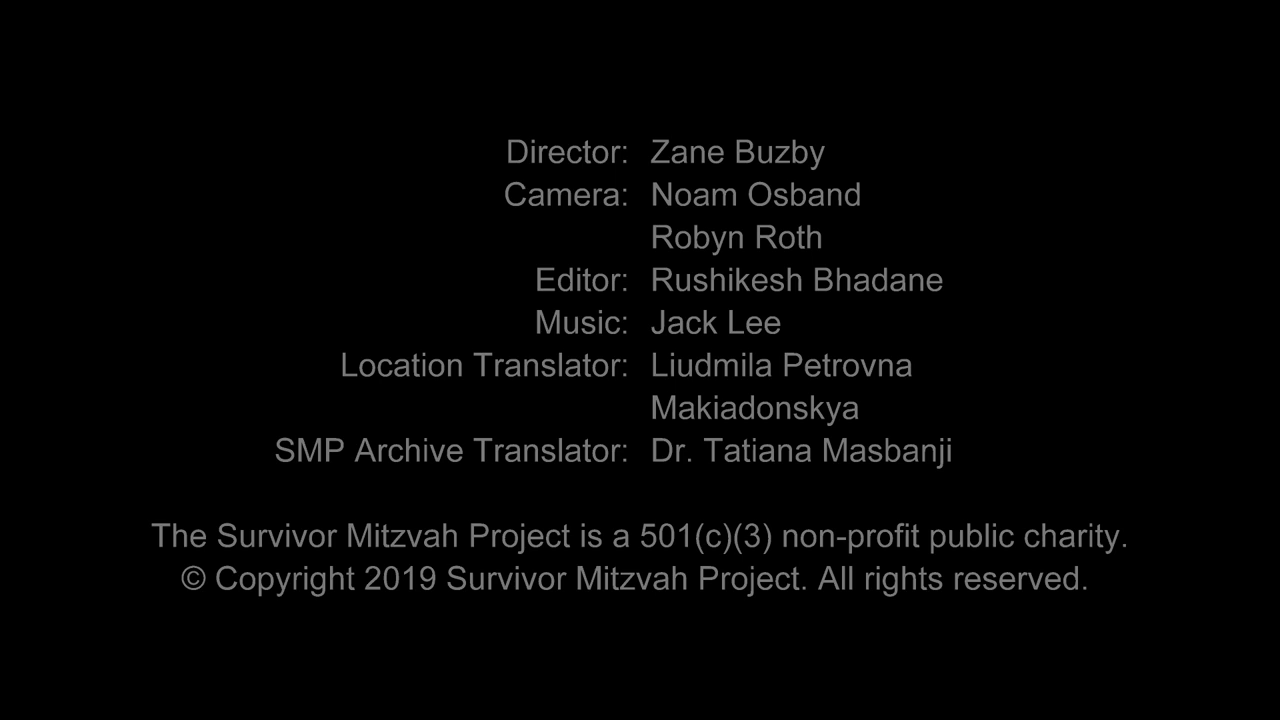 Director: Zane Buzby
Camera: Noam Osband
Robyn Roth
Editor: Rushikesh Bhadane
Music: Jack Lee
Location Translator: Liudmila Petrovna
Makiadonskya
SMP Archive Translator: Dr. Tatiana Masbanji
The Survivor Mitzvah Project is a 501(c)(3) non-profit public charity.
© Copyright 2019 Survivor Mitzvah Project. All rights reserved.